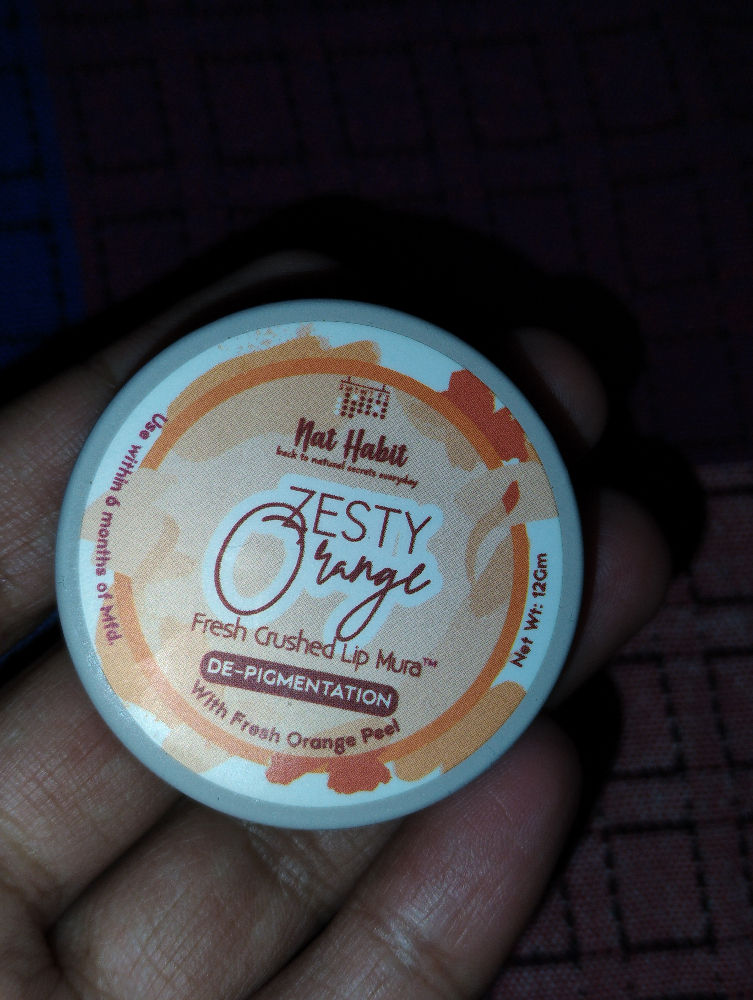 Nat Habit
back to natural secrets everyday
ZESTY
Orange
Fresh Crushed Lip Mura™
DE-PIGMENTATION
With Fresh Orange Peel
Use within 6 months of Mfd.
Net Wt: 12Gm